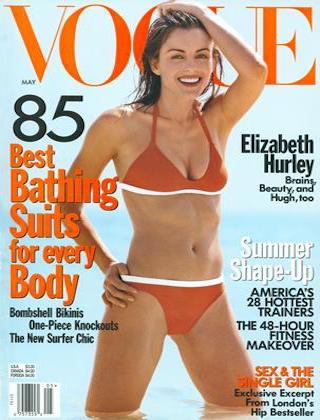 VOGUE
MAY
85
Best
Bathing
Suits
for every
Body
Bombshell Bikinis
One-Piece Knockouts
The New Surfer Chic
Elizabeth
Hurley
Brains,
Beauty, and
Hugh, too
Summer
Shape-Up
AMERICA'S
28 HOTTEST
TRAINERS
THE 48-HOUR
FITNESS
MAKEOVER
SEX & THE
SINGLE GIRL
Exclusive Excerpt
From London's
Hip Bestseller